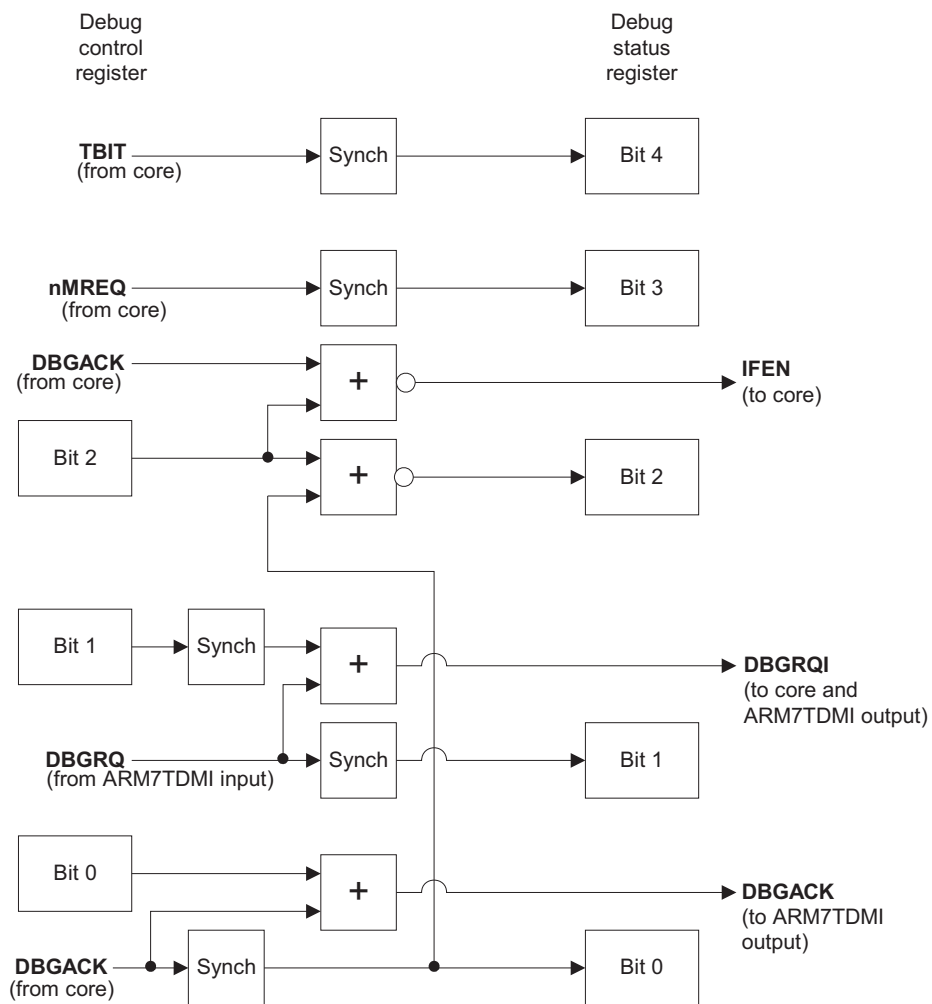 Debug
control
register
Debug
status
register
TBIT
(from core)
Synch
Bit 4
nMREQ
(from core)
Synch
Bit 3
DBGACK
(from core)
+
IFEN
(to core)
Bit 2
+
Bit 2
Bit 1
Synch
+
DBGRQI
(to core and
ARM7TDMI output)
DBGRQ
(from ARM7TDMI input)
Synch
Bit 1
Bit 0
+
DBGACK
(to ARM7TDMI
output)
DBGACK
(from core)
Synch
Bit 0